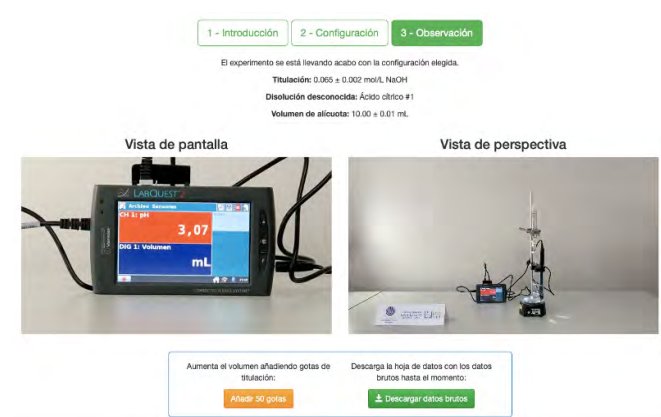 1 - Introducción
2 - Configuración
3 - Observación
El experimento se está llevando acabo con la configuración elegida.
Titulación: 0.065 ± 0.002 mol/L NaOH
Disolución desconocida: Ácido cítrico #1
Volumen de alícuota: 10.00 ± 0.01 mL
Vista de pantalla
Vista de perspectiva
LABQUEST 2
Archivo Sensores
CH 1: pH
3,07
DIG 1: Volumen
mL
Aumenta el volumen añadiendo gotas de
titulación:
Añadir 50 gotas
Descarga la hoja de datos con los datos
brutos hasta el momento:
Descargar datos brutos